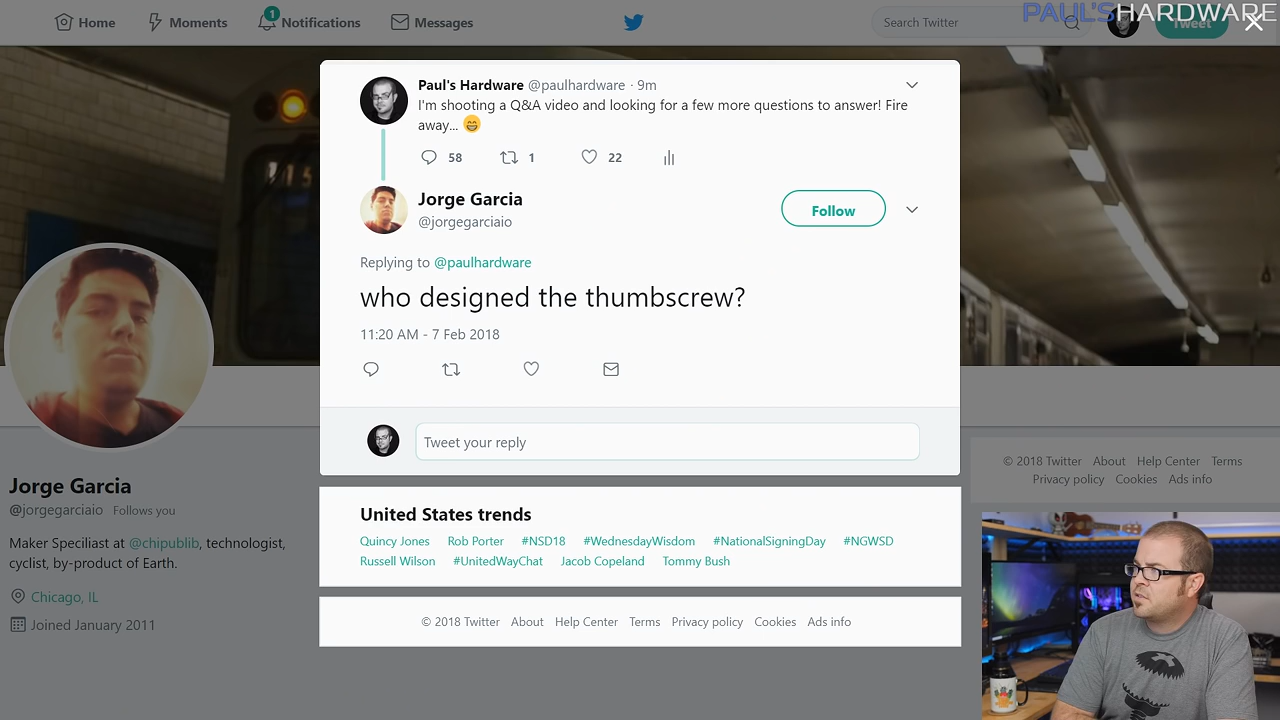 Home
Moments
1
Notifications
Messages
Search Twitter
PAUL'SHARDWARE
Tweet
Paul's Hardware @paulhardware · 9m
I'm shooting a Q&A video and looking for a few more questions to answer! Fire
away... 😄
58
1
22
Jorge Garcia
@jorgegarciaio
Follow
Replying to @paulhardware
who designed the thumbscrew?
11:20 AM - 7 Feb 2018
Tweet your reply
Jorge Garcia
@jorgegarciaio Follows you
Maker Speciliast at @chipublib, technologist,
cyclist, by-product of Earth.
Chicago, IL
Joined January 2011
United States trends
Quincy Jones Rob Porter #NSD18 #WednesdayWisdom #NationalSigningDay #NGWSD
Russell Wilson #UnitedWayChat Jacob Copeland Tommy Bush
© 2018 Twitter About Help Center Terms Privacy policy Cookies Ads info
© 2018 Twitter About Help Center Terms
Privacy policy Cookies Ads info